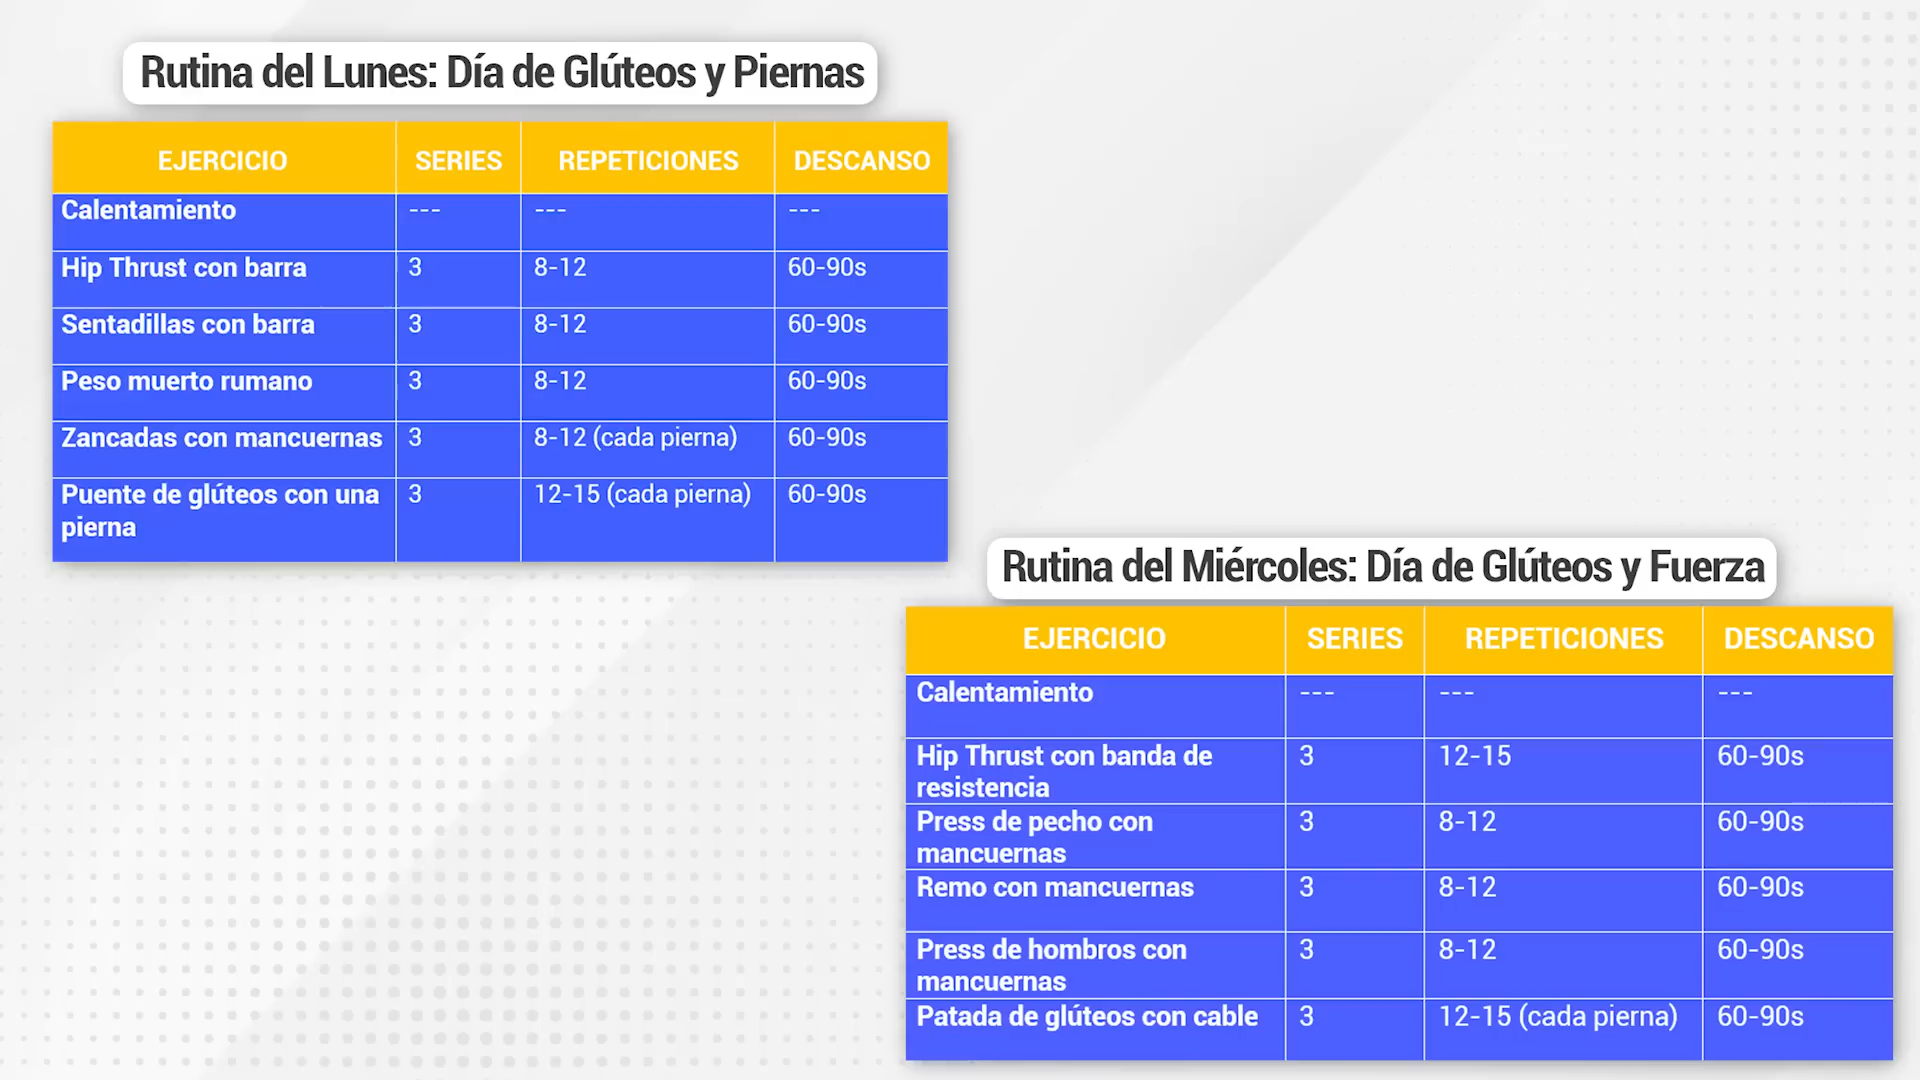 Rutina del Lunes: Día de Glúteos y Piernas
EJERCICIO SERIES REPETICIONES DESCANSO
Calentamiento --- --- ---
Hip Thrust con barra 3 8-12 60-90s
Sentadillas con barra 3 8-12 60-90s
Peso muerto rumano 3 8-12 60-90s
Zancadas con mancuernas 3 8-12 (cada pierna) 60-90s
Puente de glúteos con una 3 12-15 (cada pierna) 60-90s
pierna
Rutina del Miércoles: Día de Glúteos y Fuerza
EJERCICIO SERIES REPETICIONES DESCANSO
Calentamiento --- --- ---
Hip Thrust con banda de 3 12-15 60-90s
resistencia
Press de pecho con 3 8-12 60-90s
mancuernas
Remo con mancuernas 3 8-12 60-90s
Press de hombros con 3 8-12 60-90s
mancuernas
Patada de glúteos con cable 3 12-15 (cada pierna) 60-90s